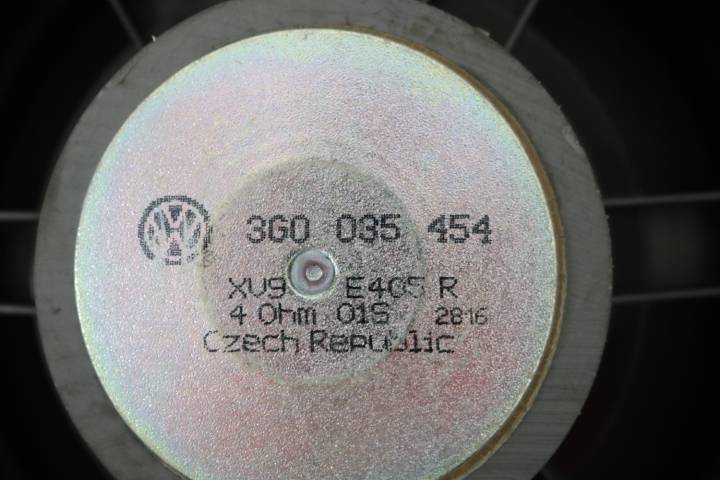 3G0 035 454
XV9 E405 R
4 Ohm 01S 2816
Czech Republic